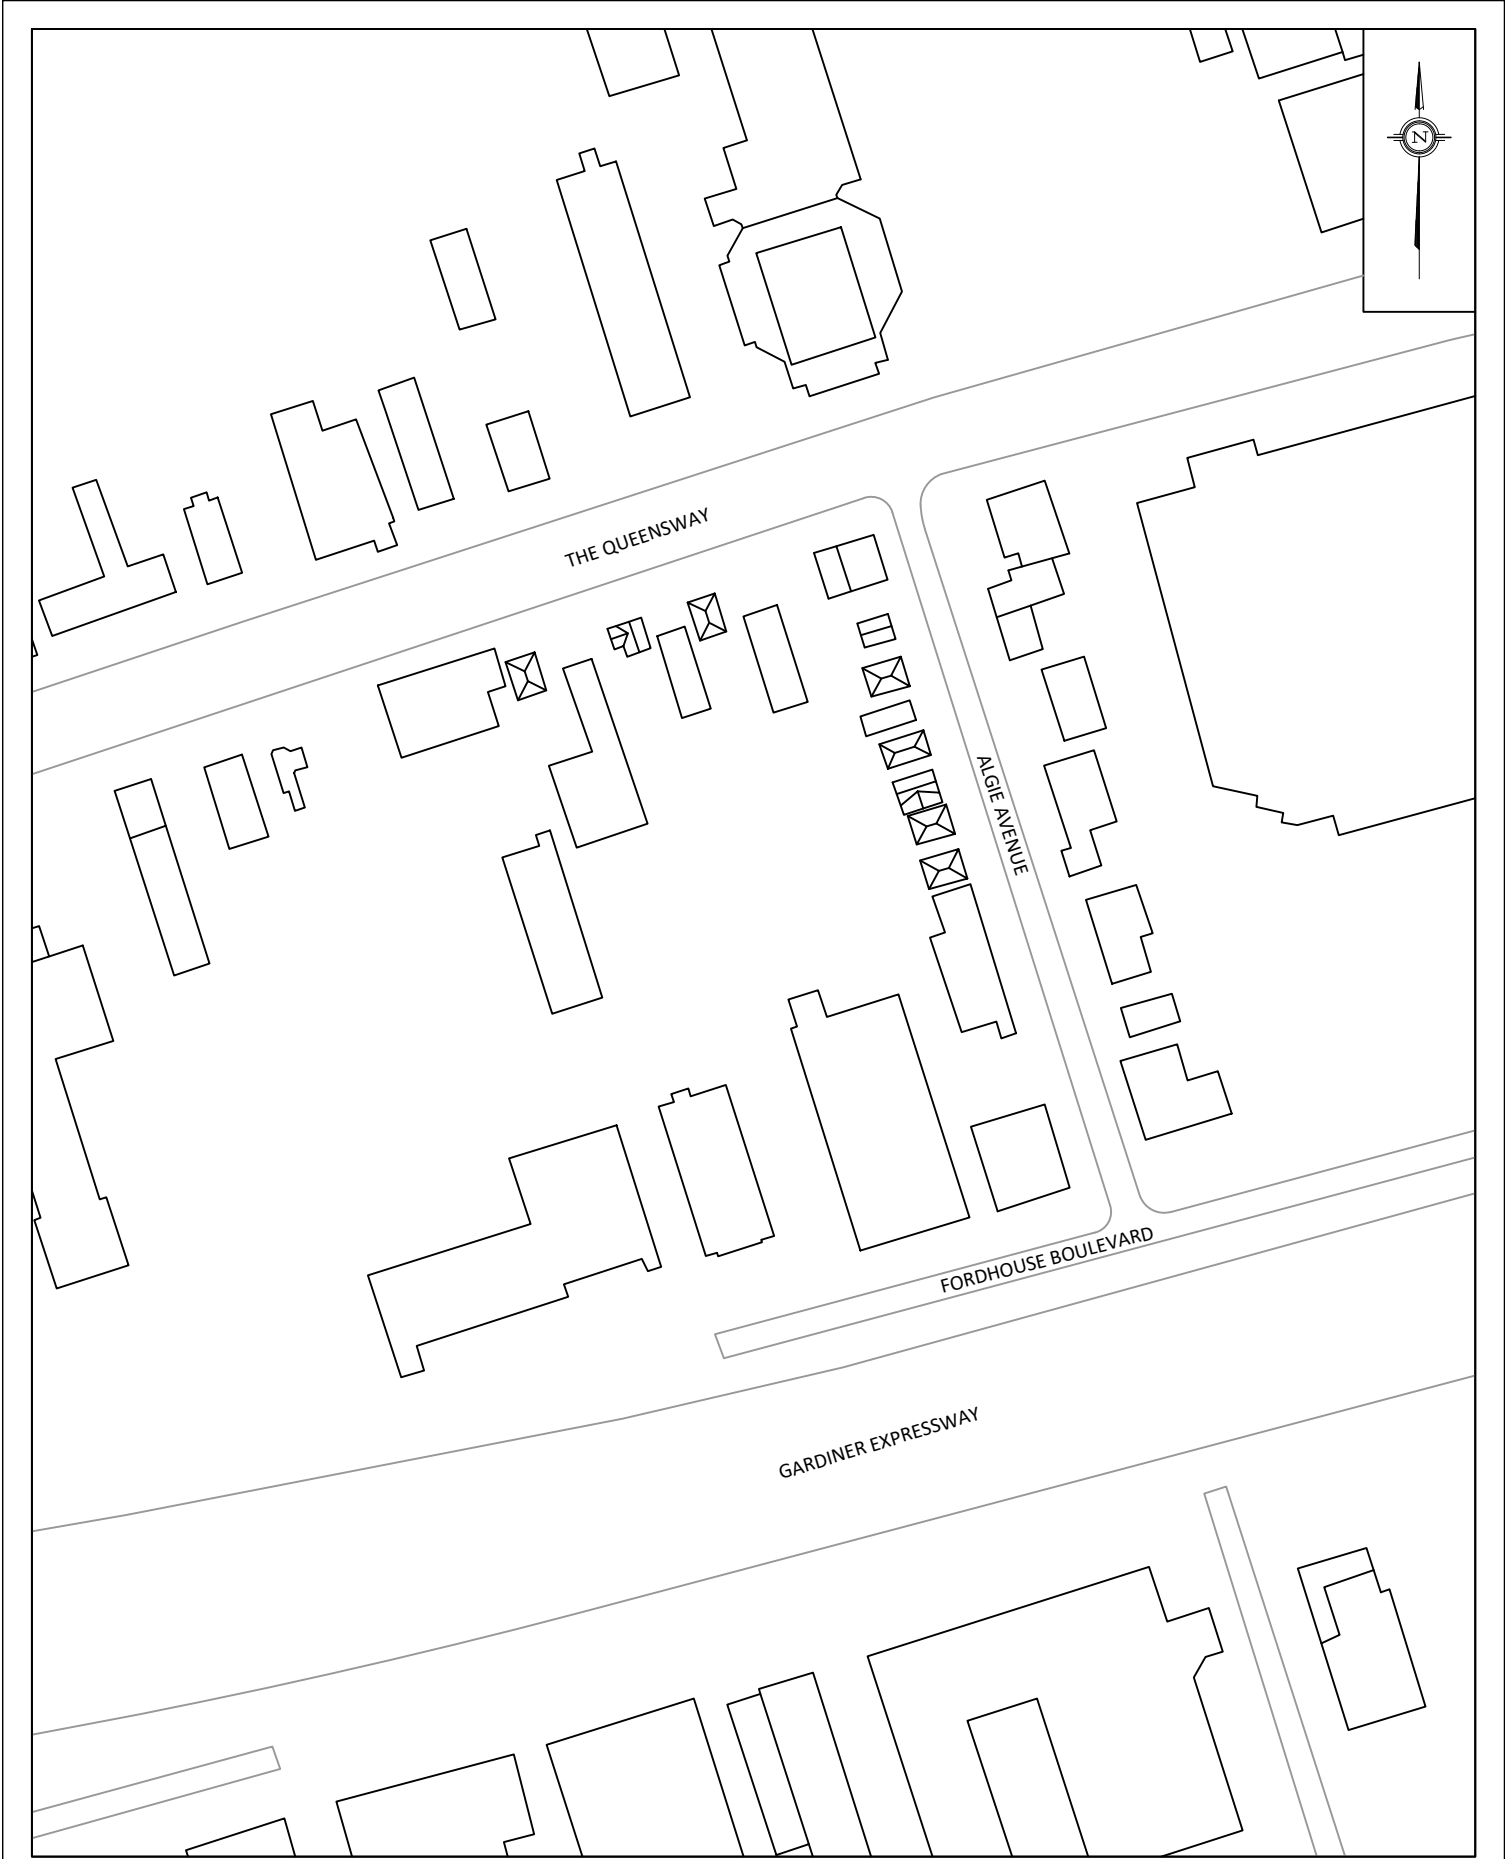 N
THE QUEENSWAY
ALGIE AVENUE
FORDHOUSE BOULEVARD
GARDINER EXPRESSWAY